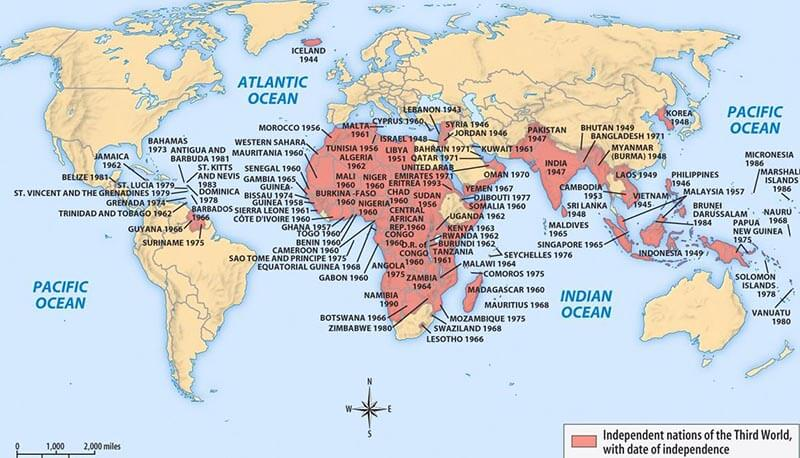 ICELAND
1944
ATLANTIC
OCEAN
PACIFIC
OCEAN
PACIFIC
OCEAN
INDIAN
OCEAN
BAHAMAS
1973
JAMAICA
1962
BELIZE 1981
ANTIGUA AND
BARBUDA 1981
ST. KITTS
AND NEVIS
1983
ST. LUCIA 1979
DOMINICA
1978
ST. VINCENT AND THE GRENADINES 1979
GRENADA 1974
BARBADOS
1966
TRINIDAD AND TOBAGO 1962
GUYANA 1966
SURINAME 1975
MOROCCO 1956
WESTERN SAHARA
MAURITANIA 1960
SENEGAL 1960
GAMBIA 1965
GUINEA-
BISSAU 1974
GUINEA 1958
SIERRA LEONE 1961
CÔTE D'IVOIRE 1960
GHANA 1957
TOGO 1960
BENIN 1960
CAMEROON 1960
SAO TOME AND PRINCIPE 1975
EQUATORIAL GUINEA 1968
GABON 1960
MALTA
1961
TUNISIA 1956
ALGERIA
1962
LIBYA
1951
MALI
1960
NIGER
1960
BURKINA -FASO
1960
NIGERIA
1960
CHAD
1960
SUDAN
1956
CENTRAL
AFRICAN
REP.1960
CONGO
1960
D.R. of
CONGO
1960
ANGOLA
1975
ZAMBIA
1964
NAMIBIA
1990
BOTSWANA 1966
ZIMBABWE 1980
MOZAMBIQUE 1975
SWAZILAND 1968
LESOTHO 1966
LEBANON 1943
CYPRUS 1960
SYRIA 1946
ISRAEL 1948
JORDAN 1946
BAHRAIN 1971
KUWAIT 1961
QATAR 1971
UNITED ARAB
EMIRATES 1971
OMAN 1970
ERITREA 1993
YEMEN 1967
DJIBOUTI 1977
SOMALIA 1960
UGANDA 1962
KENYA 1963
RWANDA 1962
BURUNDI 1962
TANZANIA
1961
SEYCHELLES 1976
MALAWI 1964
COMOROS 1975
MADAGASCAR 1960
MAURITIUS 1968
PAKISTAN
1947
BHUTAN 1949
BANGLADESH 1971
MYANMAR
(BURMA) 1948
INDIA
1947
LAOS 1949
CAMBODIA
1953
VIETNAM
1945
SRI LANKA
1948
MALDIVES
1965
SINGAPORE 1965
INDONESIA 1949
KOREA
1948
PHILIPPINES
1946
MALAYSIA 1957
BRUNEI
DARUSSALAM
1984
PAPUA
NEW GUINEA
1975
MICRONESIA
1986
MARSHALL
IS. 1986
NAURU
1968
SOLOMON
ISLANDS
1978
VANUATU
1980
N
W E
S
0 1,000 2,000 miles
Independent nations of the Third World,
with date of independence